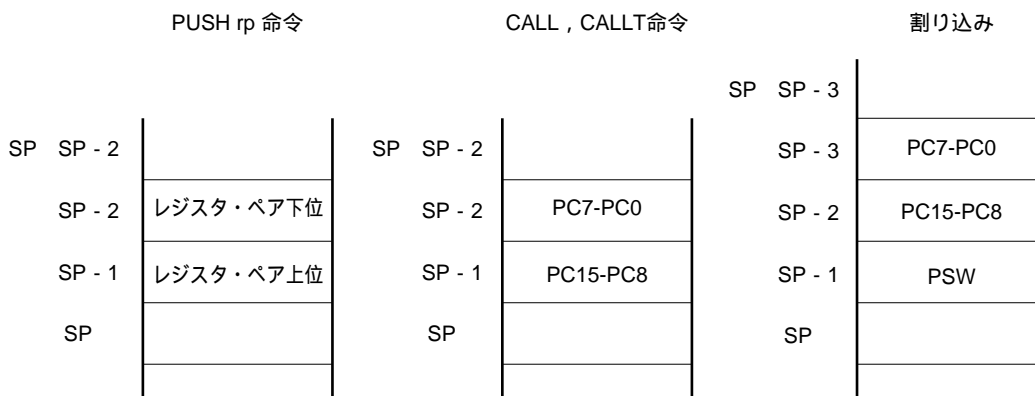 PUSH rp 命令
SP SP - 2
SP - 2 レジスタ・ペア下位
SP - 1 レジスタ・ペア上位
SP
CALL , CALLT命令
SP SP - 2
SP - 2 PC7-PC0
SP - 1 PC15-PC8
SP
割り込み
SP SP - 3
SP - 3 PC7-PC0
SP - 2 PC15-PC8
SP - 1 PSW
SP